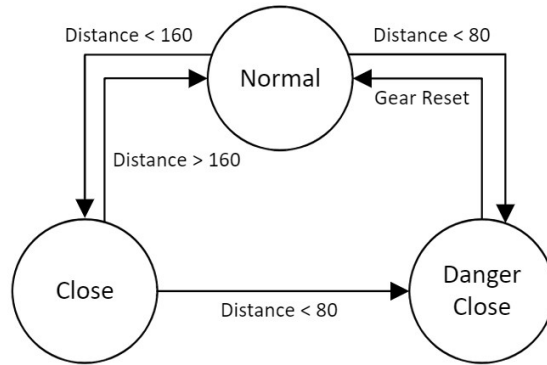 Distance < 160
Distance < 80
Normal
Gear Reset
Distance > 160
Close
Danger
Close
Distance < 80